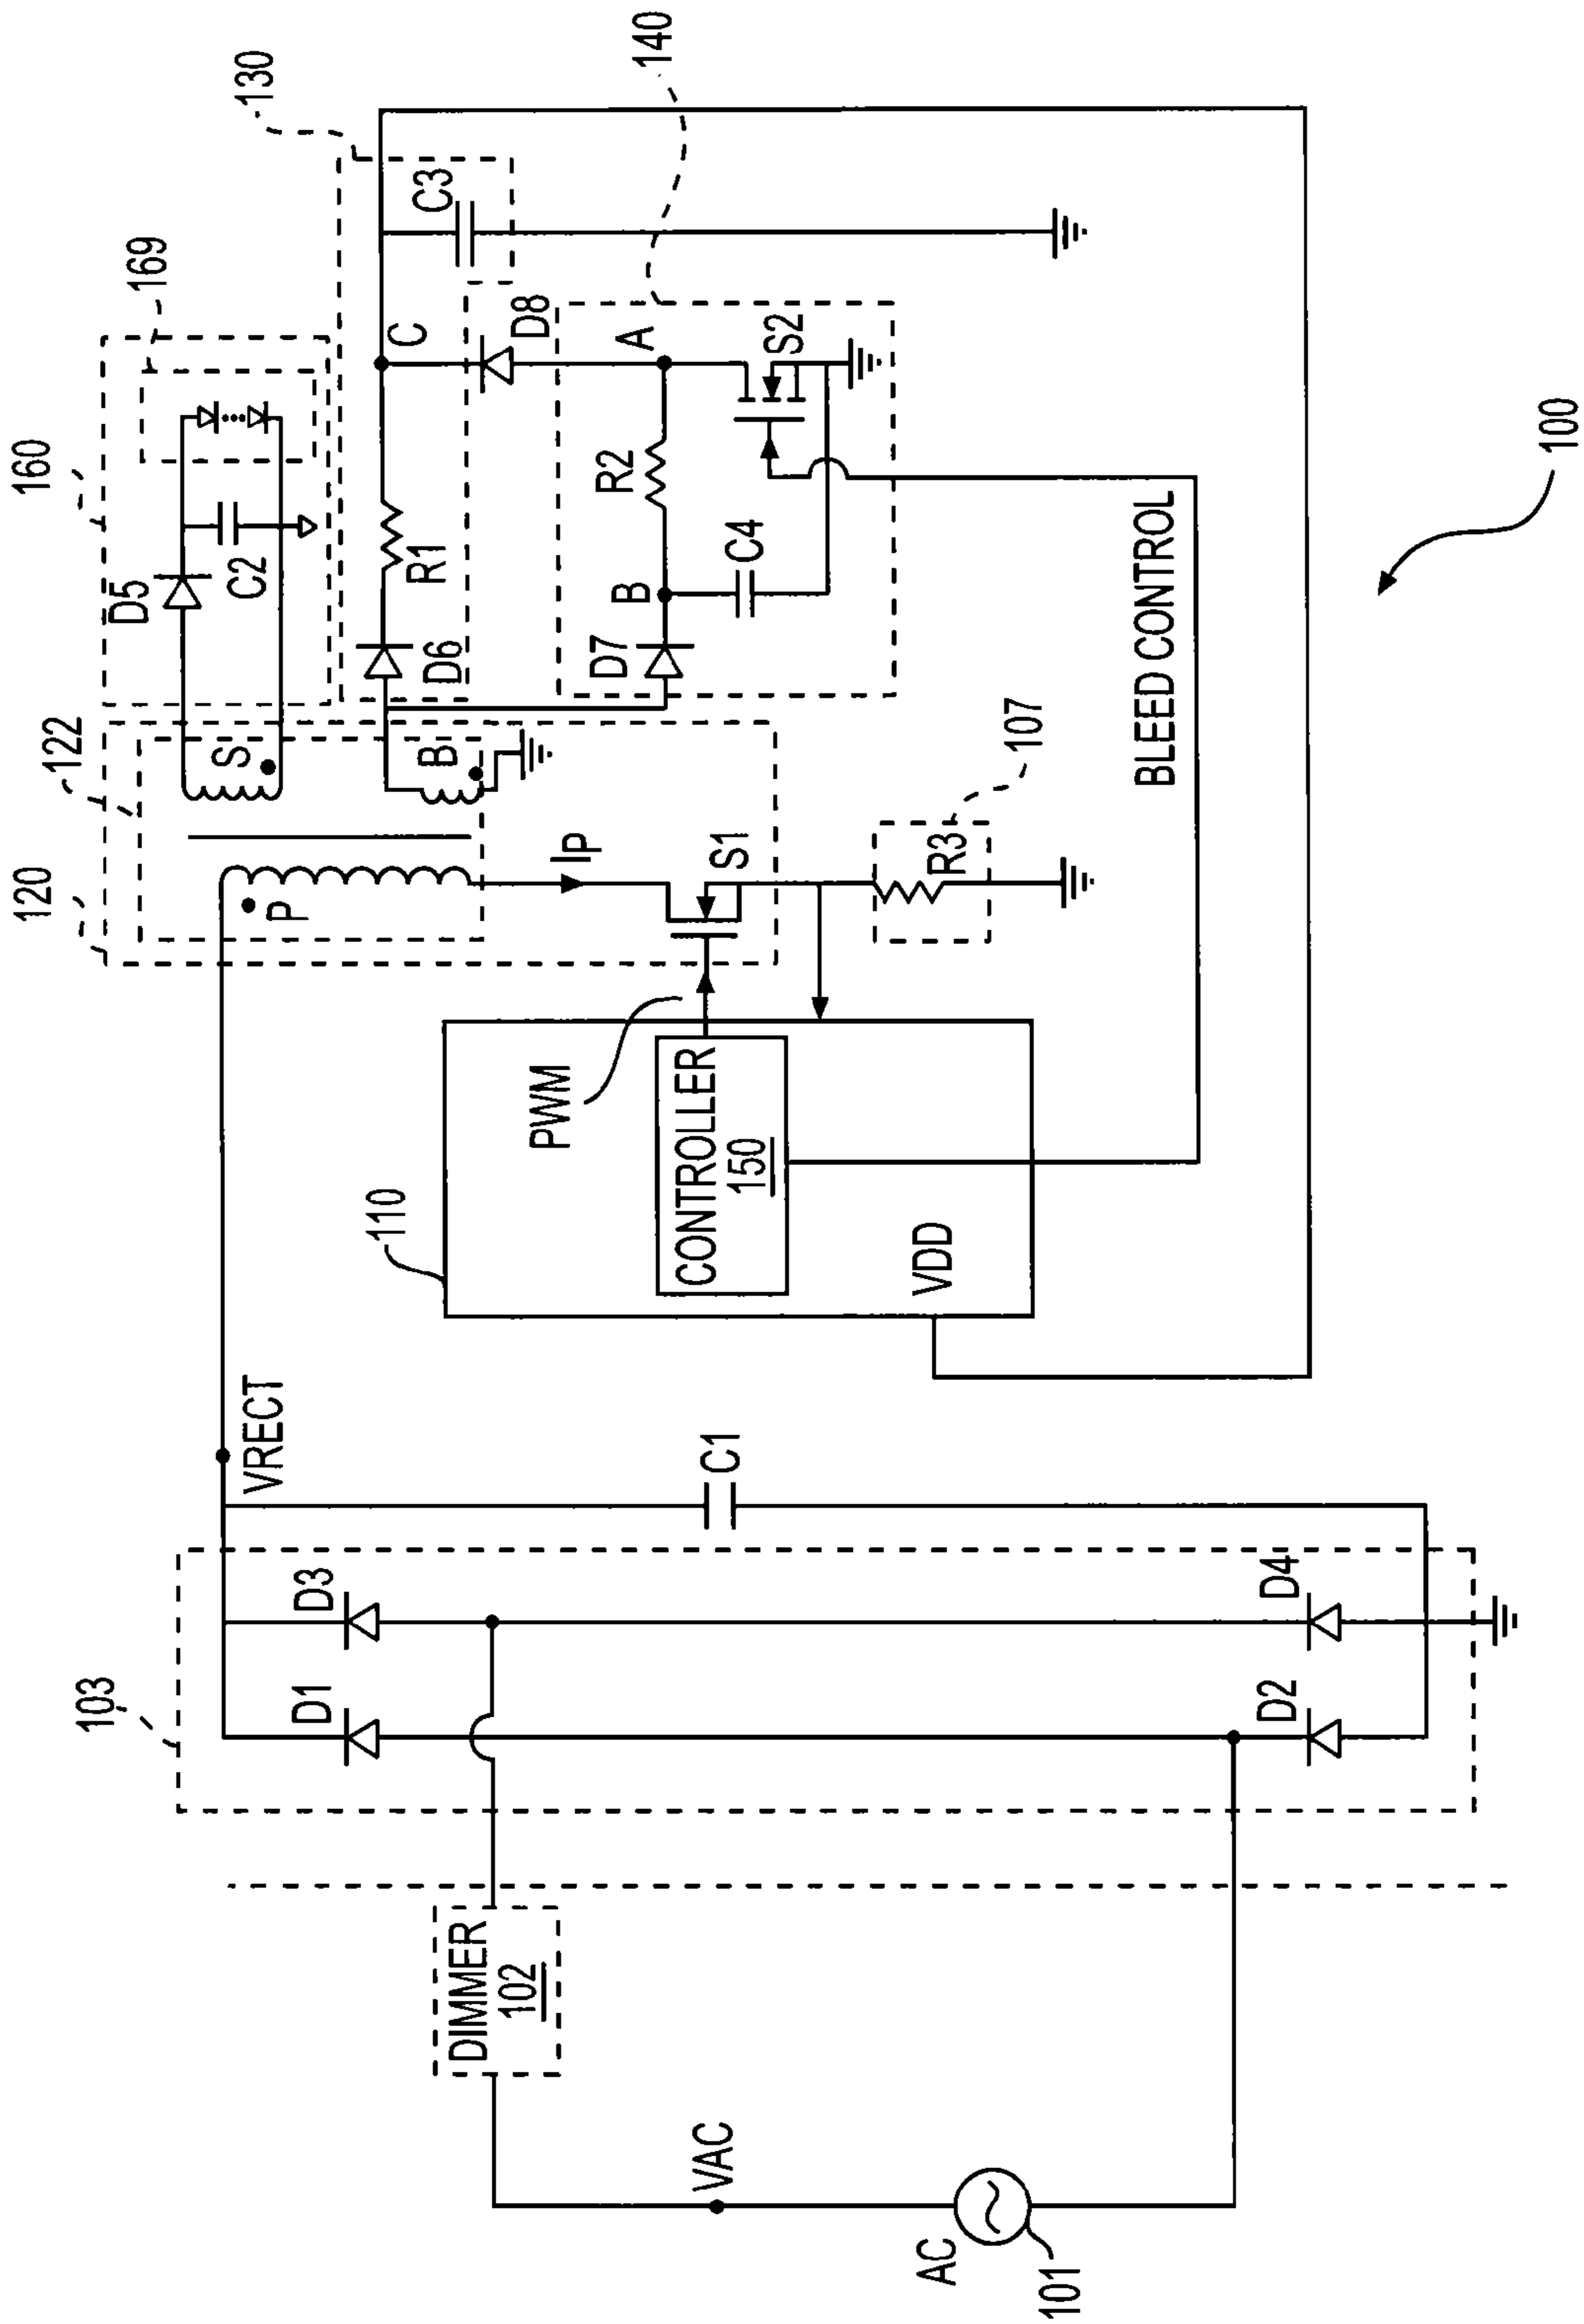 120
122
160
169
130
140
D5
C2
S
P
B
D6
R1
C
C3
D8
D7
B
R2
A
C4
S2
IP
S1
107
R3
BLEED CONTROL
PWM
110
CONTROLLER
150
VDD
VRECT
C1
103
D1
D3
D2
D4
DIMMER
102
VAC
AC
101
100